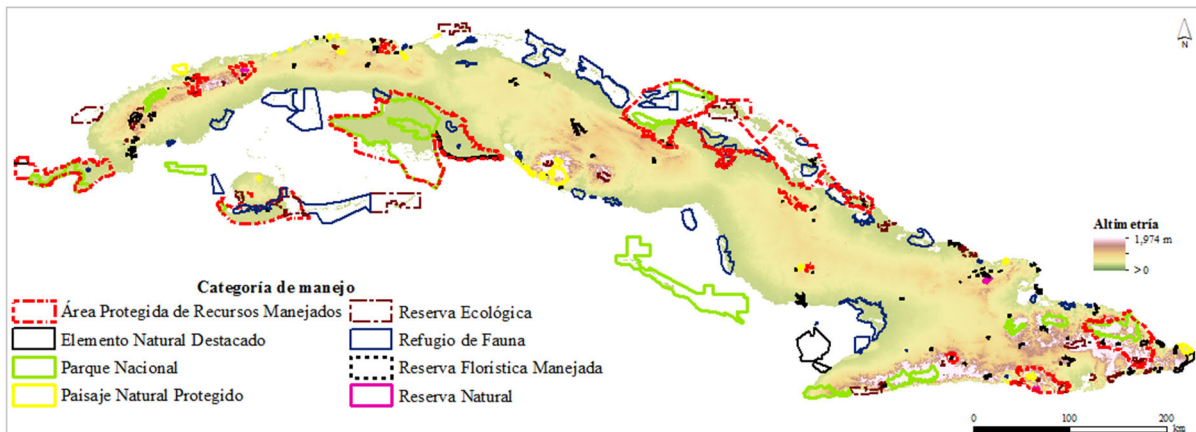 N
Altimetría
1,974 m
> 0
Categoría de manejo
Área Protegida de Recursos Manejados
Elemento Natural Destacado
Parque Nacional
Paisaje Natural Protegido
Reserva Ecológica
Refugio de Fauna
Reserva Florística Manejada
Reserva Natural
0 100 200
km